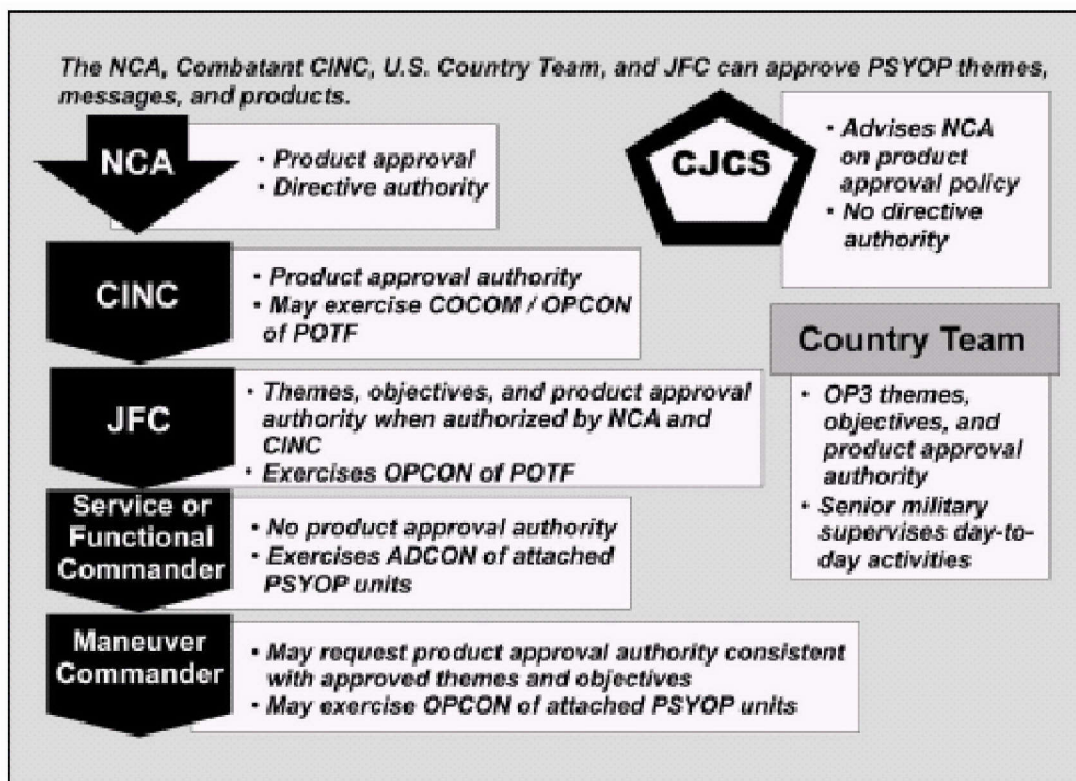 The NCA, Combatant CINC, U.S. Country Team, and JFC can approve PSYOP themes,
messages, and products.
NCA
• Product approval
• Directive authority
CJCS
• Advises NCA
on product
approval policy
• No directive
authority
CINC
• Product approval authority
• May exercise COCOM / OPCON
of POTF
JFC
• Themes, objectives, and product approval
authority when authorized by NCA and
CINC
• Exercises OPCON of POTF
Country Team
• OP3 themes,
objectives, and
product approval
authority
• Senior military
supervises day-to-
day activities
Service or
Functional
Commander
• No product approval authority
• Exercises ADCON of attached
PSYOP units
Maneuver
Commander
• May request product approval authority consistent
with approved themes and objectives
• May exercise OPCON of attached PSYOP units